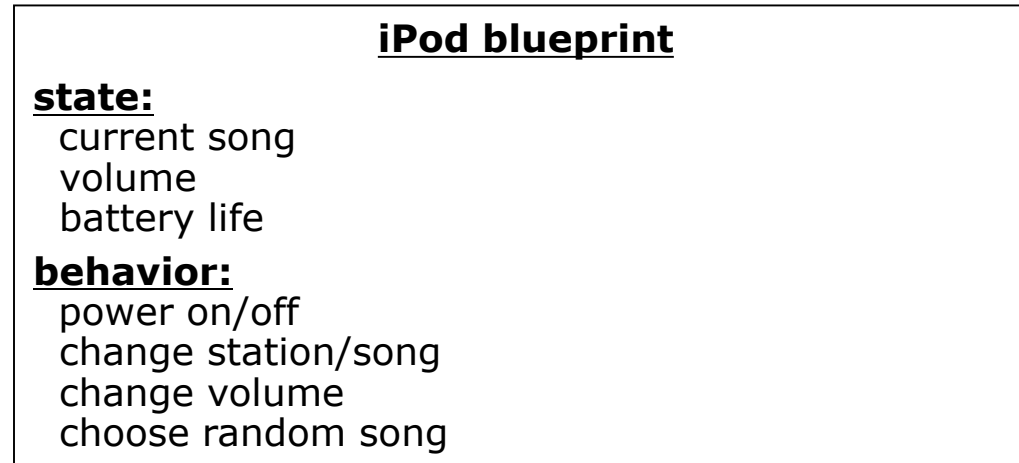 iPod blueprint
state:
current song
volume
battery life
behavior:
power on/off
change station/song
change volume
choose random song